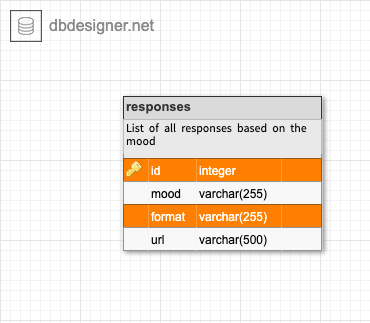 dbdesigner.net
responses
List of all responses based on the
mood
id integer
mood varchar(255)
format varchar(255)
url varchar(500)